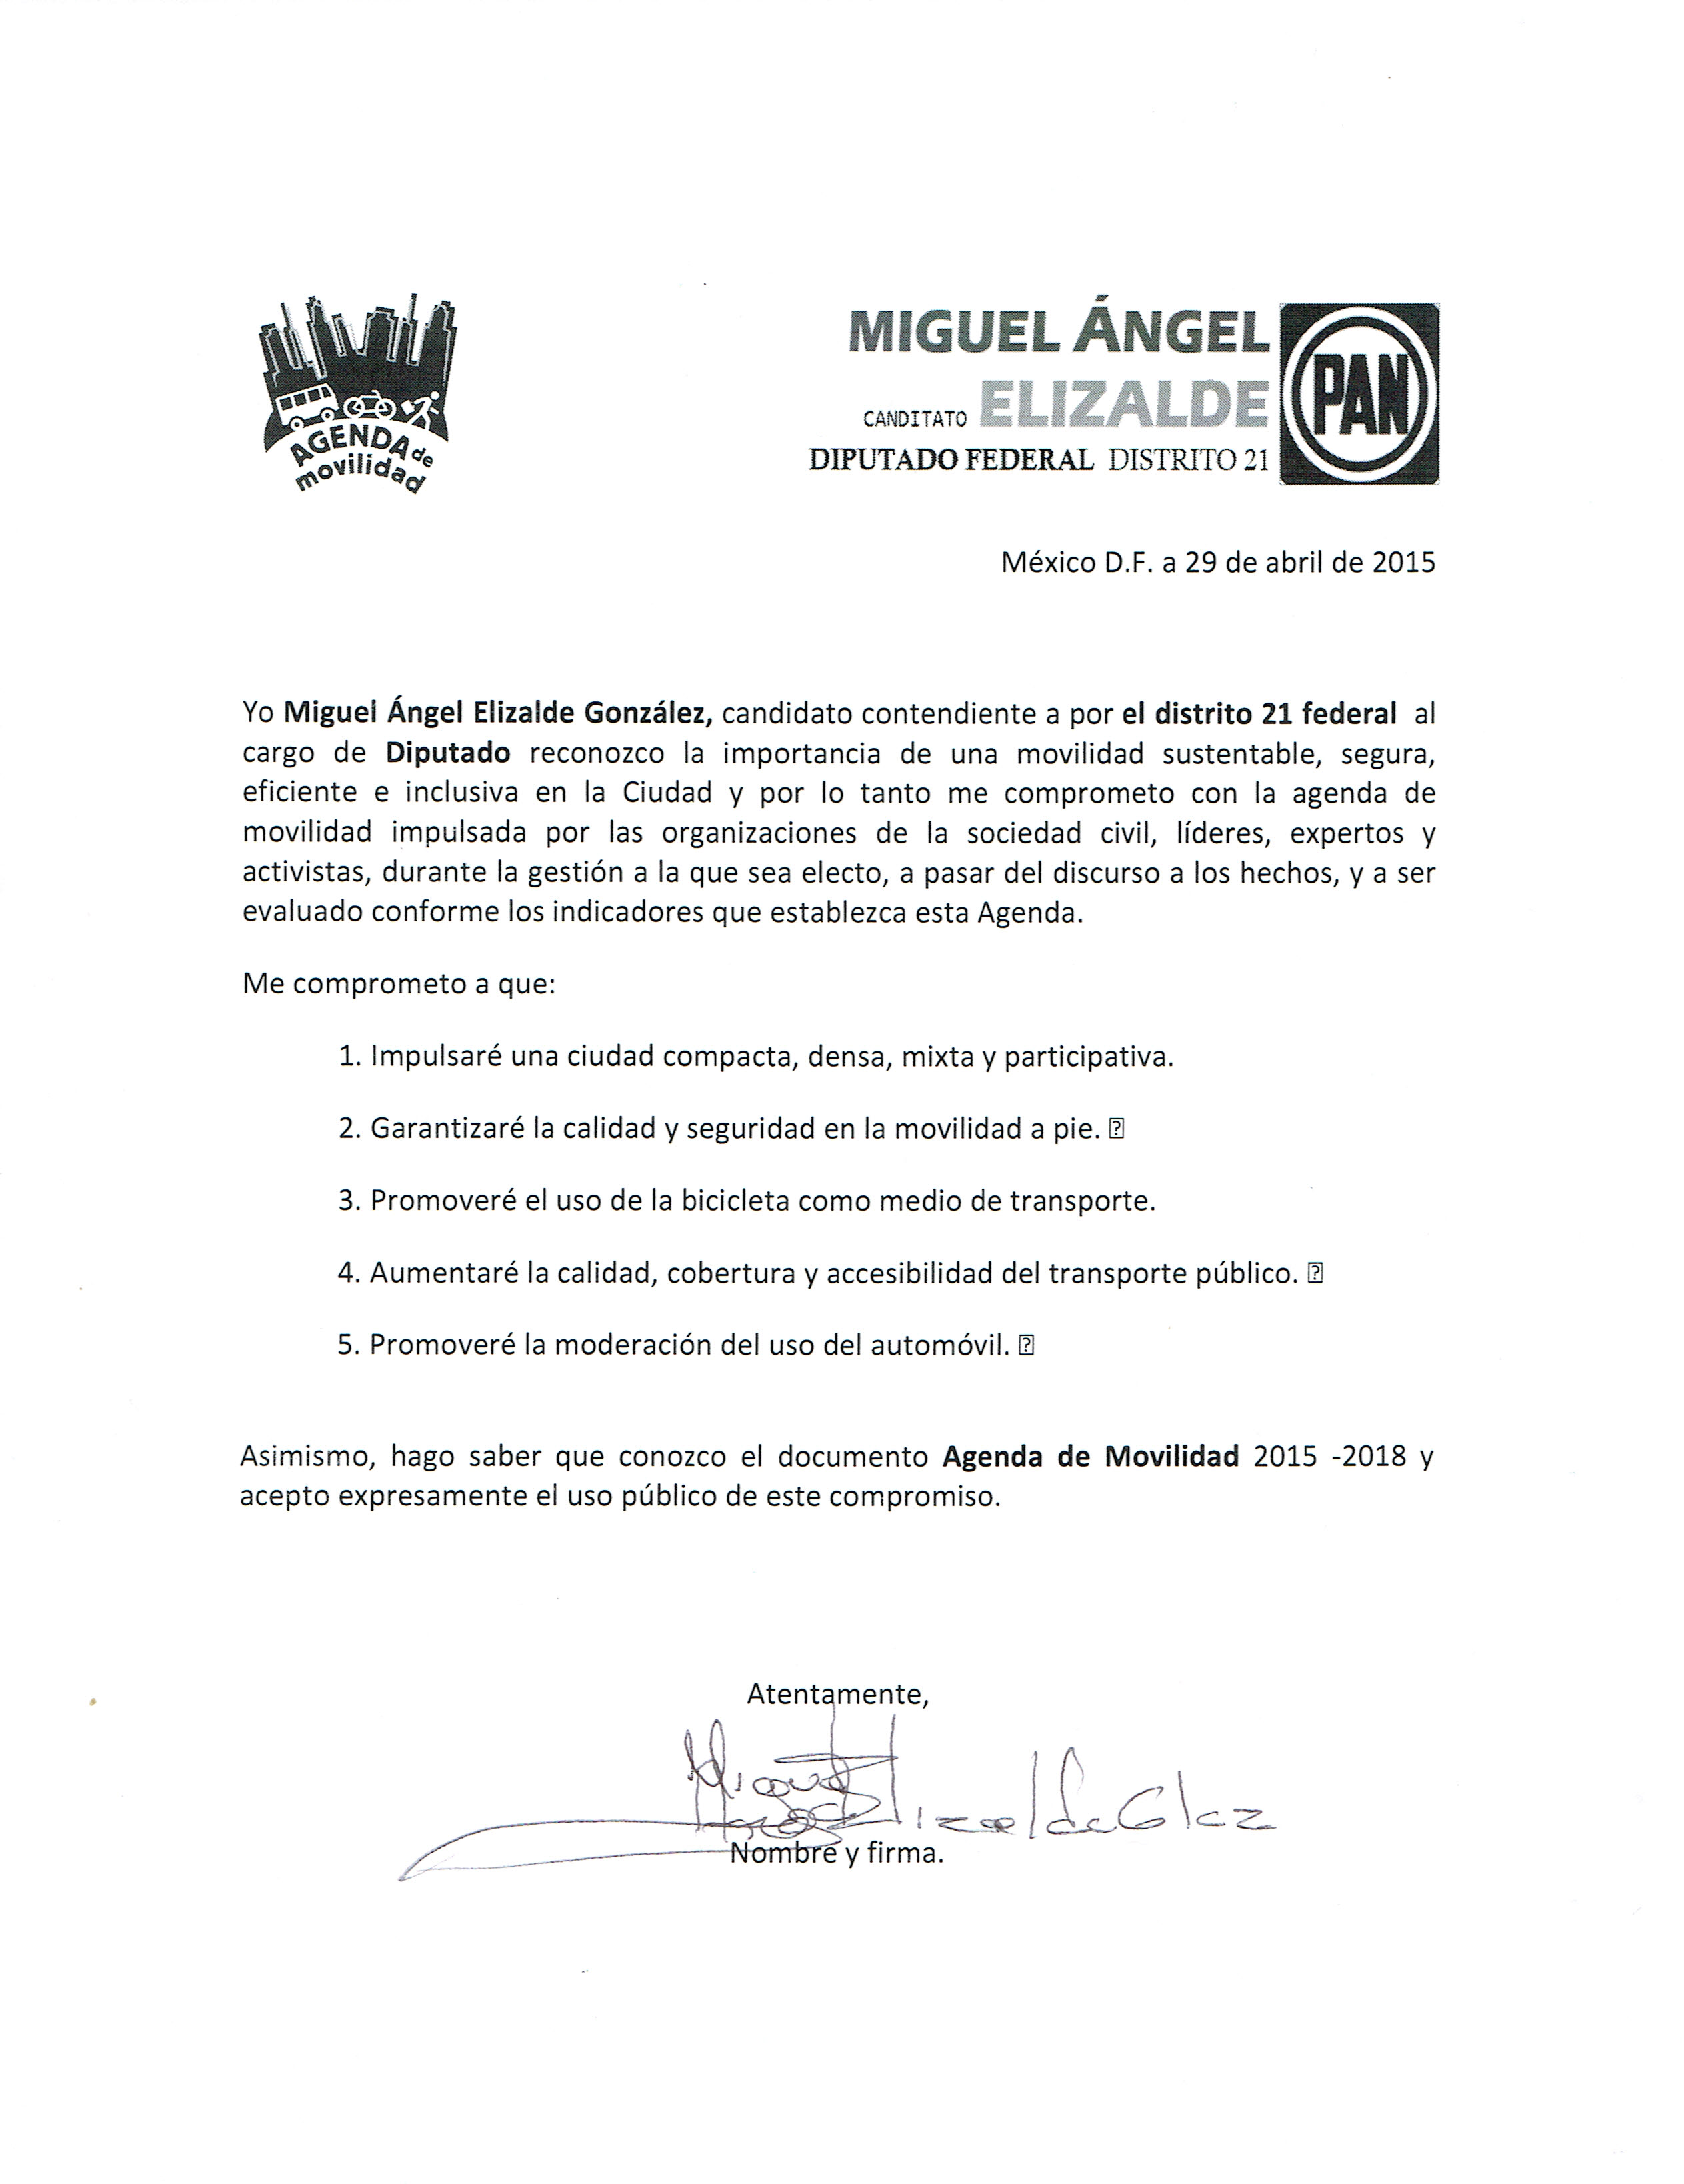 MIGUEL ÁNGEL
CANDITATO ELIZALDE
DIPUTADO FEDERAL DISTRITO 21
PAN
AGENDA de
movilidad
México D.F. a 29 de abril de 2015
Yo Miguel Ángel Elizalde González, candidato contendiente a por el distrito 21 federal al
cargo de Diputado reconozco la importancia de una movilidad sustentable, segura,
eficiente e inclusiva en la Ciudad y por lo tanto me comprometo con la agenda de
movilidad impulsada por las organizaciones de la sociedad civil, líderes, expertos y
activistas, durante la gestión a la que sea electo, a pasar del discurso a los hechos, y a ser
evaluado conforme los indicadores que establezca esta Agenda.
Me comprometo a que:
1. Impulsaré una ciudad compacta, densa, mixta y participativa.
2. Garantizaré la calidad y seguridad en la movilidad a pie. ⍰
3. Promoveré el uso de la bicicleta como medio de transporte.
4. Aumentaré la calidad, cobertura y accesibilidad del transporte público. ⍰
5. Promoveré la moderación del uso del automóvil. ⍰
Asimismo, hago saber que conozco el documento Agenda de Movilidad 2015 -2018 y
acepto expresamente el uso público de este compromiso.
Atentamente,
Miguel
Elizalde Glez
Nombre y firma.